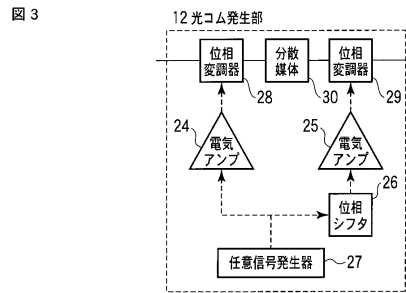 図3
12 光コム発生部
位相
変調器
分散
媒体
位相
変調器
28
30
29
24
25
電気
アンプ
電気
アンプ
26
位相
シフタ
任意信号発生器
27